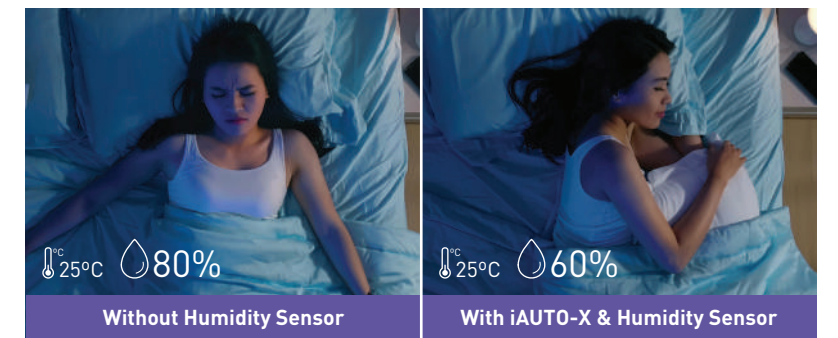 °C
25°C 80%
Without Humidity Sensor
°C
25°C 60%
With iAUTO-X & Humidity Sensor